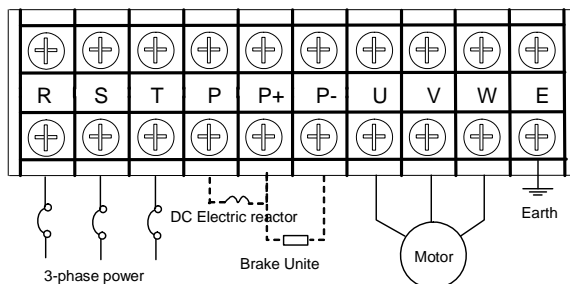 R S T P P+ P- U V W E
DC Electric reactor
Earth
Brake Unite
Motor
3-phase power